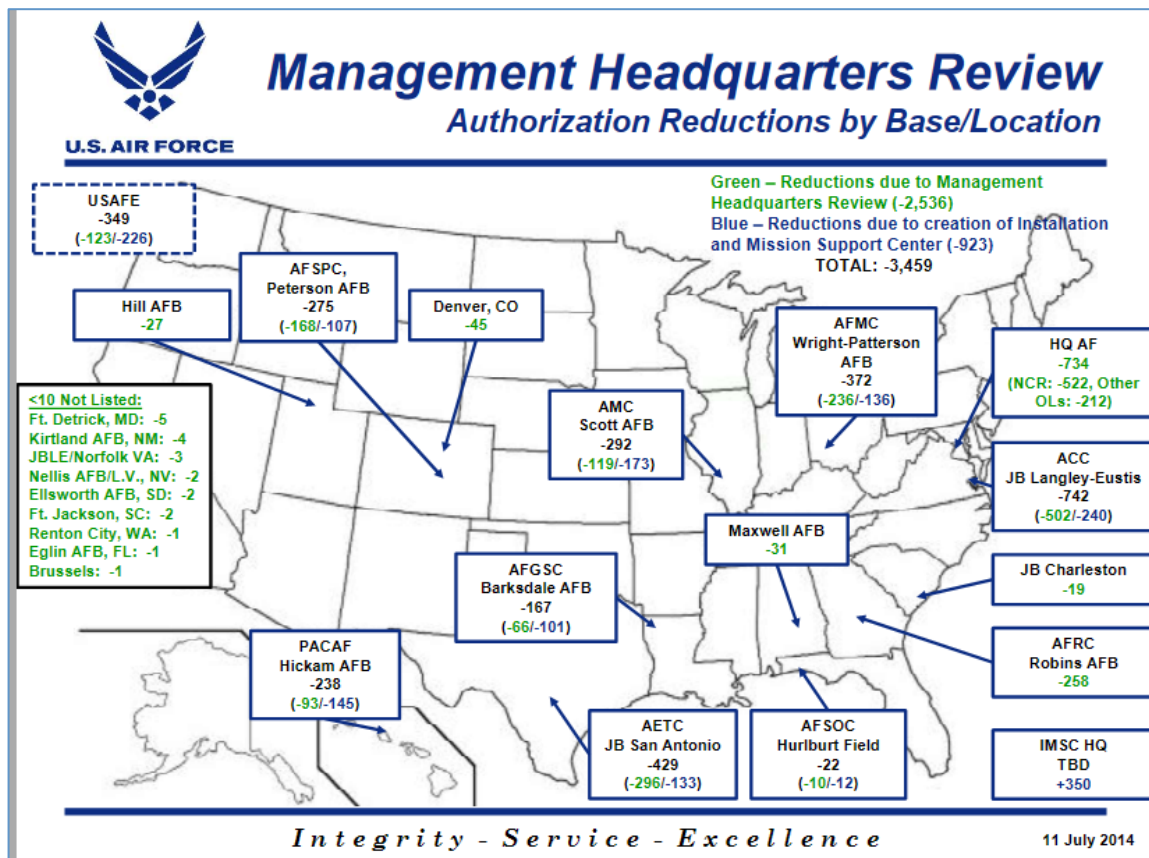 Management Headquarters Review
Authorization Reductions by Base/Location
U.S. AIR FORCE
Green – Reductions due to Management
Headquarters Review (-2,536)
Blue – Reductions due to creation of Installation
and Mission Support Center (-923)
TOTAL: -3,459
USAFE
-349
(-123/-226)
Hill AFB
-27
AFSPC,
Peterson AFB
-275
(-168/-107)
Denver, CO
-45
AFMC
Wright-Patterson
AFB
-372
(-236/-136)
HQ AF
-734
(NCR: -522, Other
OLs: -212)
<10 Not Listed:
Ft. Detrick, MD: -5
Kirtland AFB, NM: -4
JBLE/Norfolk VA: -3
Nellis AFB/L.V., NV: -2
Ellsworth AFB, SD: -2
Ft. Jackson, SC: -2
Renton City, WA: -1
Eglin AFB, FL: -1
Brussels: -1
AMC
Scott AFB
-292
(-119/-173)
ACC
JB Langley-Eustis
-742
(-502/-240)
Maxwell AFB
-31
AFGSC
Barksdale AFB
-167
(-66/-101)
JB Charleston
-19
PACAF
Hickam AFB
-238
(-93/-145)
AFRC
Robins AFB
-258
AETC
JB San Antonio
-429
(-296/-133)
AFSOC
Hurlburt Field
-22
(-10/-12)
IMSC HQ
TBD
+350
Integrity - Service - Excellence
11 July 2014